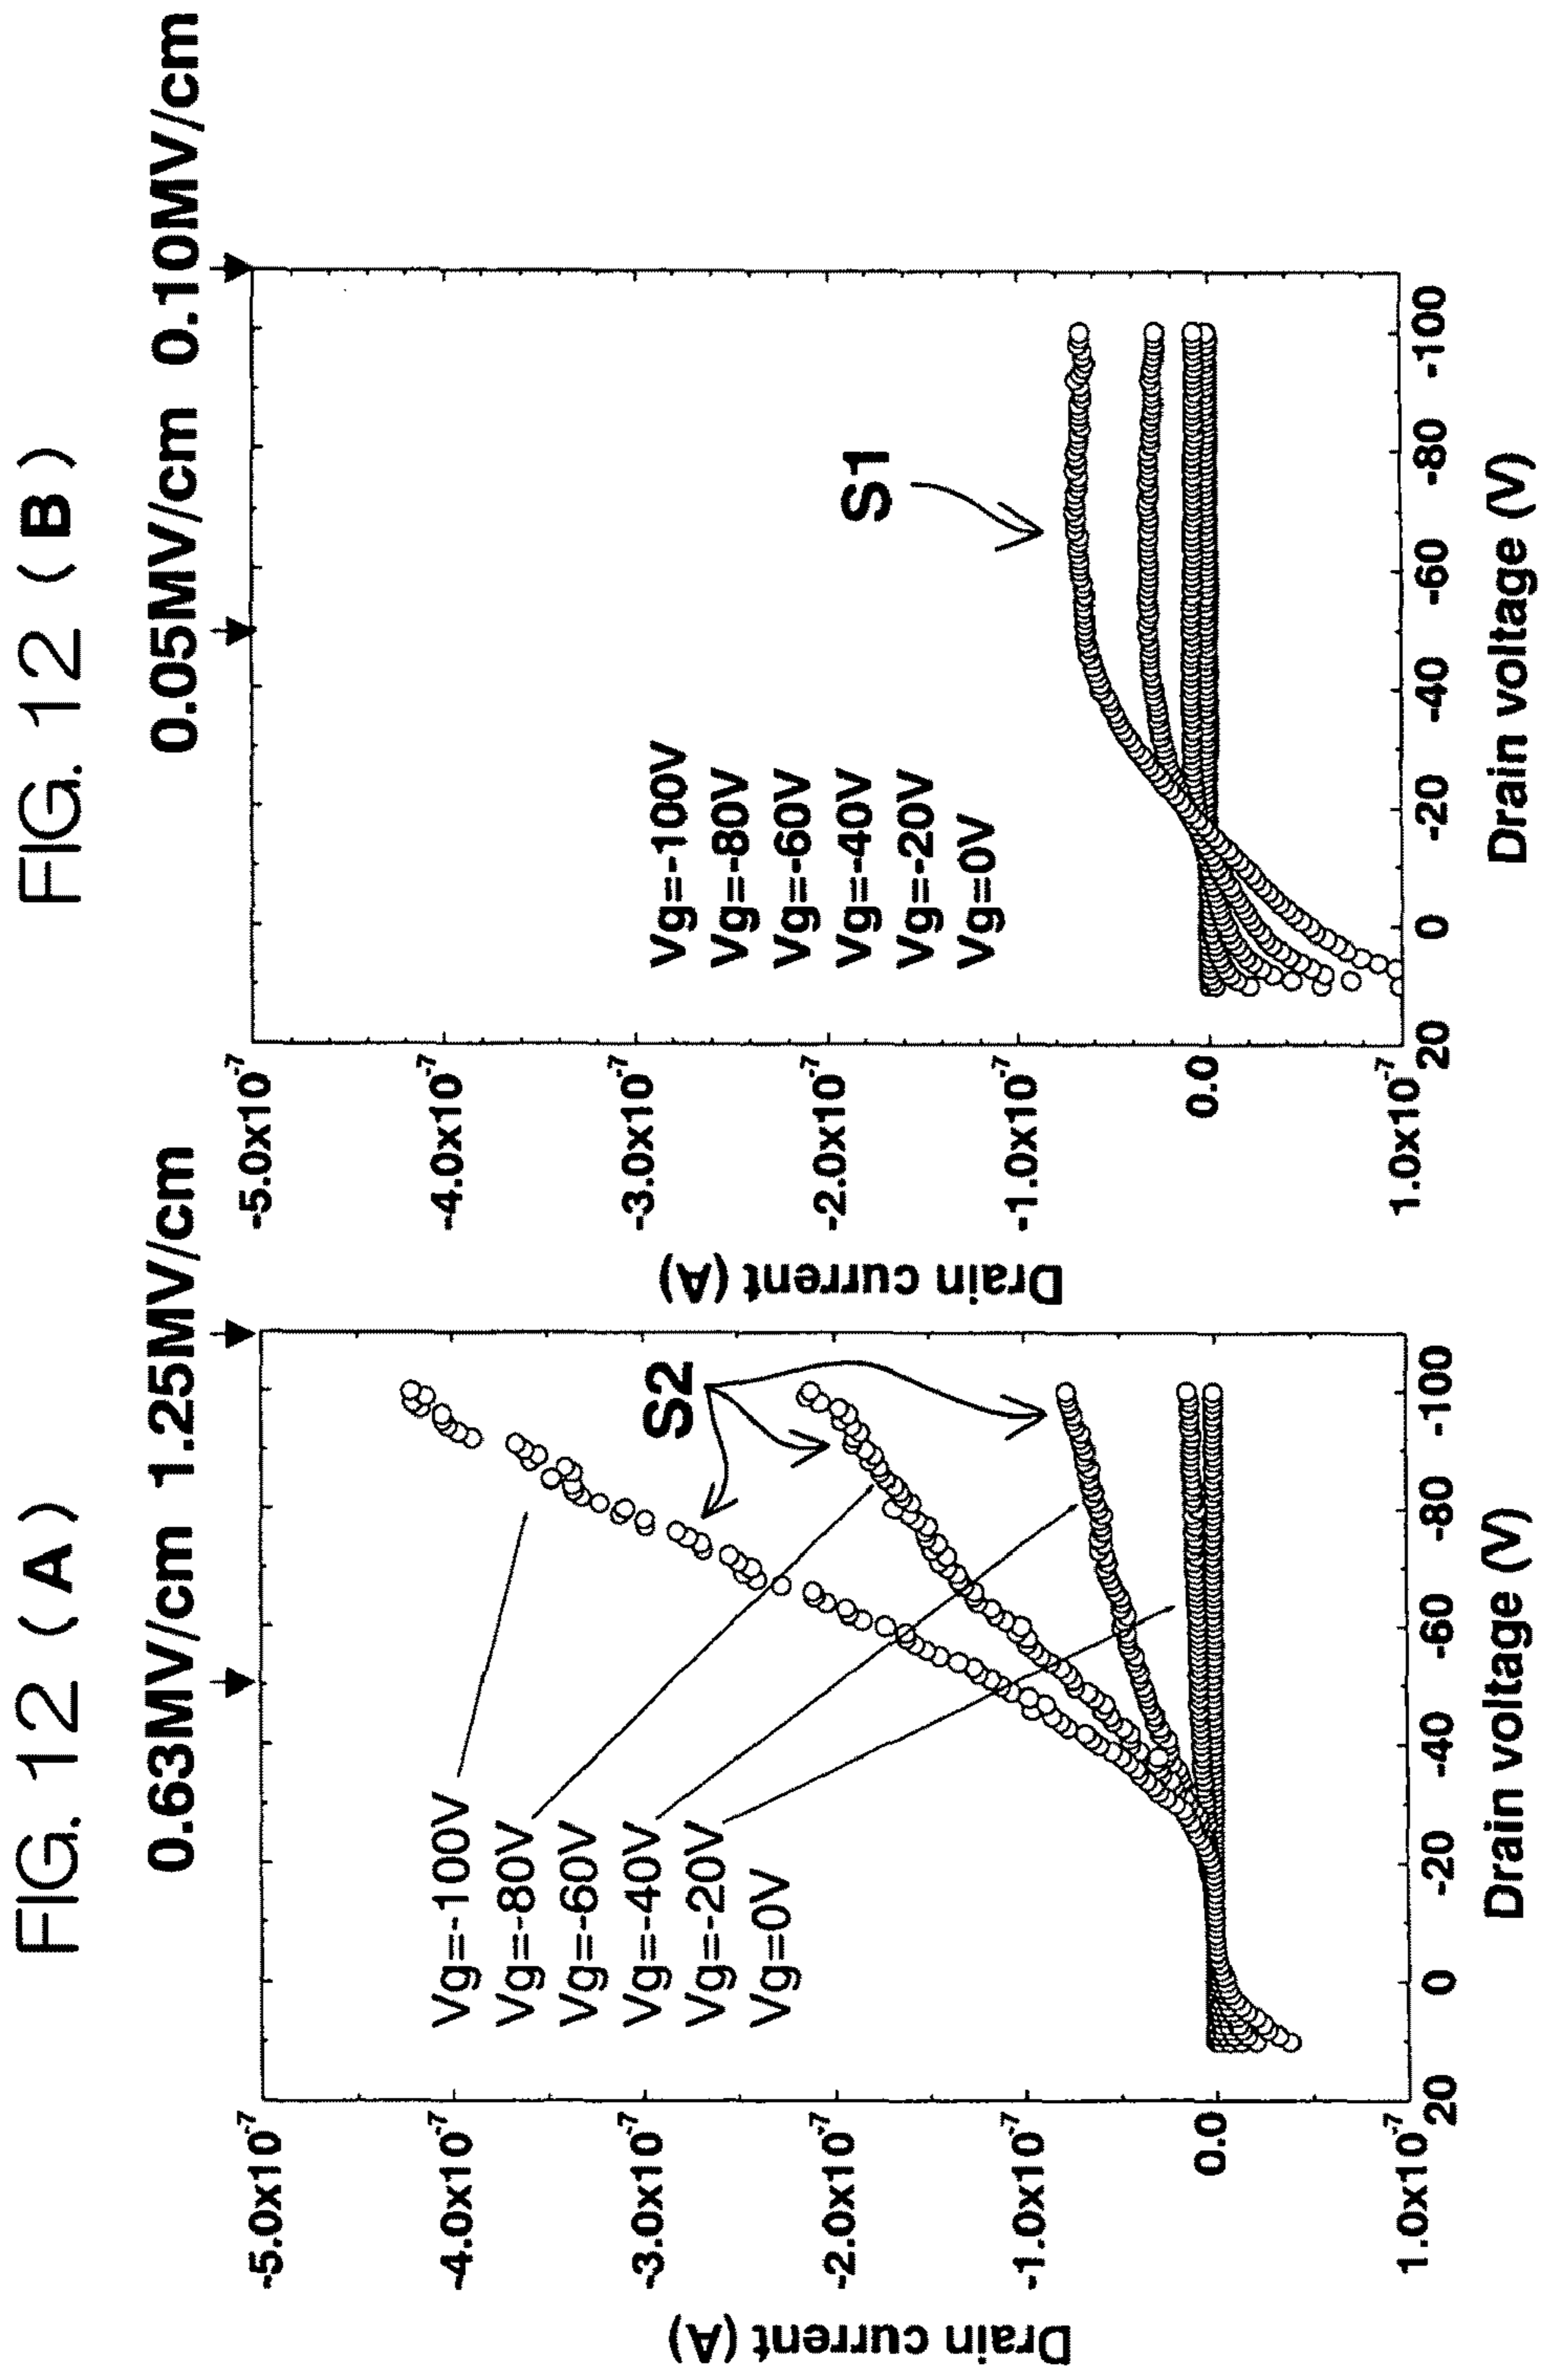 FIG. 12 (A)
0.63MV/cm 1.25MV/cm
-5.0x10-7
-4.0x10-7
-3.0x10-7
-2.0x10-7
-1.0x10-7
0.0
1.0x10-7
Drain current (A)
Vg=-100V
Vg=-80V
Vg=-60V
Vg=-40V
Vg=-20V
Vg=0V
S2
20 0 -20 -40 -60 -80 -100
Drain voltage (V)
FIG. 12 (B)
0.05MV/cm 0.10MV/cm
-5.0x10-7
-4.0x10-7
-3.0x10-7
-2.0x10-7
-1.0x10-7
0.0
1.0x10-7
Drain current (A)
Vg=-100V
Vg=-80V
Vg=-60V
Vg=-40V
Vg=-20V
Vg=0V
S1
20 0 -20 -40 -60 -80 -100
Drain voltage (V)